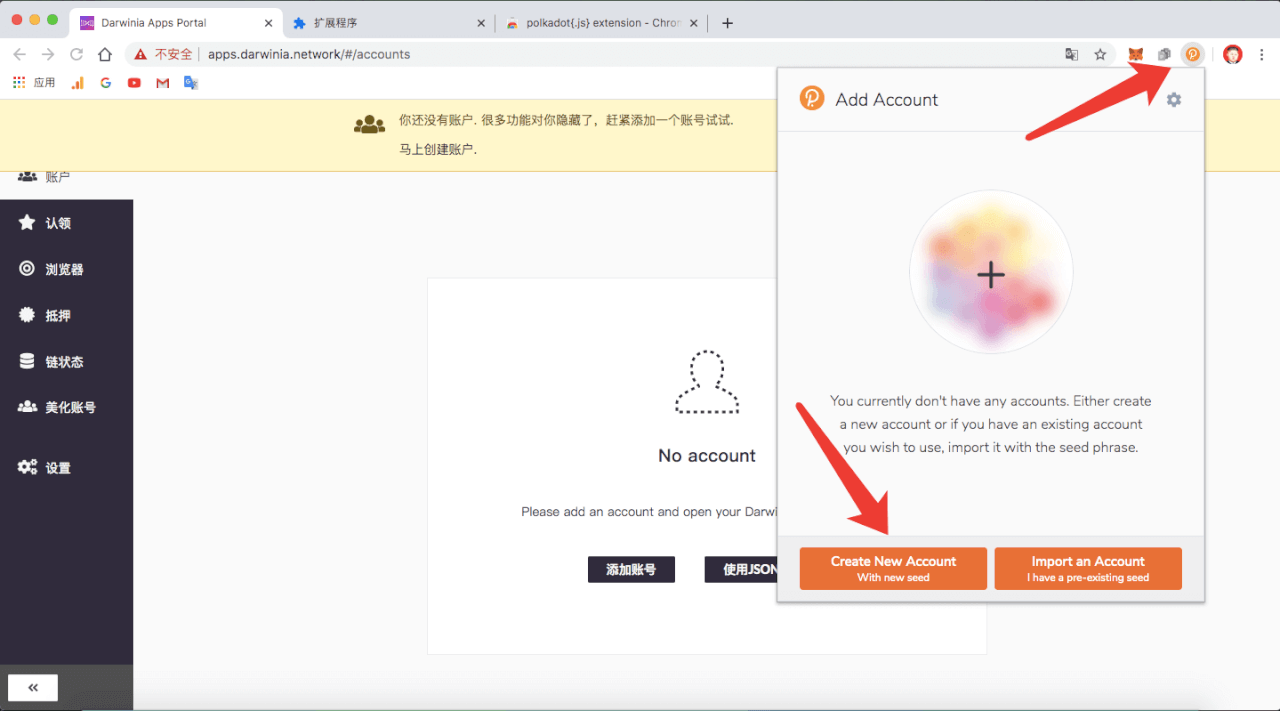 Darwinia Apps Portal
扩展程序
polkadot{.js} extension - Chrom
不安全
apps.darwinia.network/#/accounts
应用
你还没有账户. 很多功能对你隐藏了，赶紧添加一个账号试试.
马上创建账户.
账户
认领
浏览器
抵押
链状态
美化账号
设置
No account
Please add an account and open your Darwi
添加账号
使用JSON
Add Account
You currently don't have any accounts. Either create
a new account or if you have an existing account
you wish to use, import it with the seed phrase.
Create New Account
With new seed
Import an Account
I have a pre-existing seed